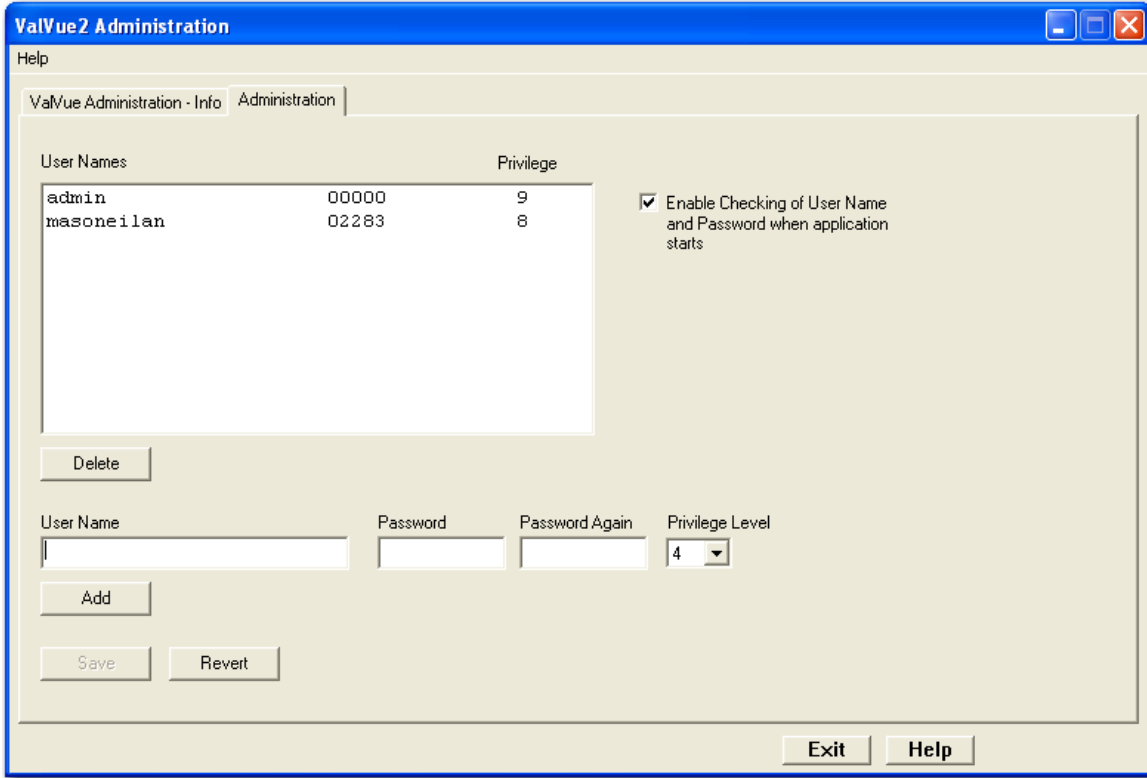 ValVue2 Administration
Help
ValVue Administration - Info
Administration
User Names Privilege
admin 00000 9
masoneilan 02283 8
Enable Checking of User Name
and Password when application
starts
Delete
User Name Password Password Again Privilege Level
4
Add
Save Revert
Exit Help